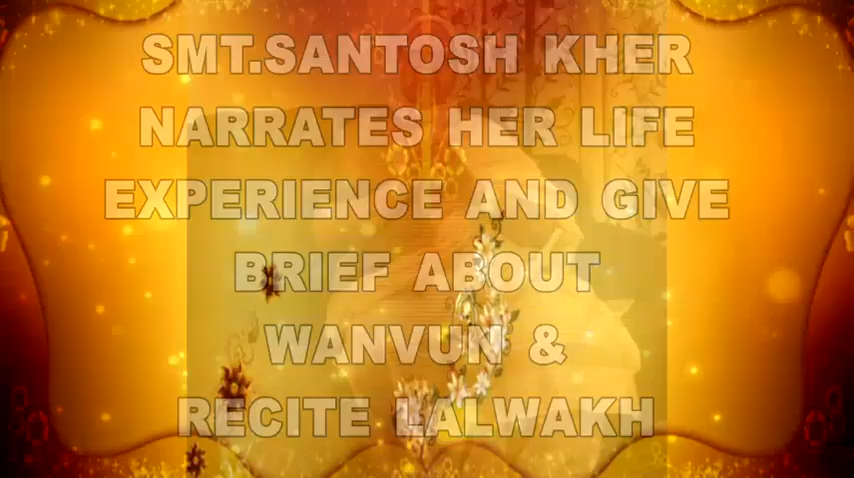 SMT.SANTOSH KHER
NARRATES HER LIFE
EXPERIENCE AND GIVE
BRIEF ABOUT
WANVUN &
RECITE LALWAKH